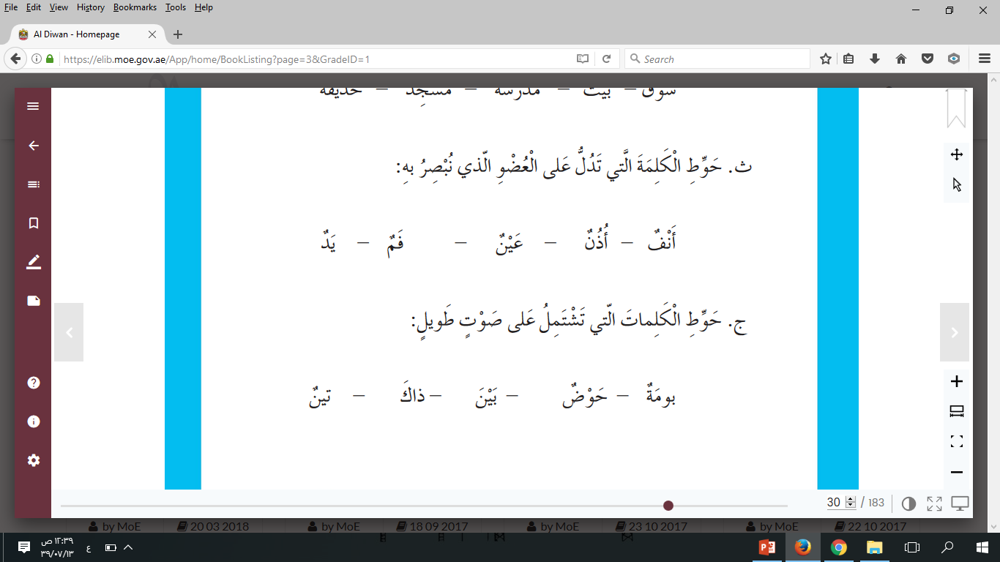 File Edit View History Bookmarks Tools Help
Al Diwan - Homepage
https://elib.moe.gov.ae/App/home/BookListing?page=3&GradeID=1
Search
سوق – بيت – مدرسة – مسجد – حديقة
ث. حَوِّطِ الْكَلِمَةَ الَّتي تَدُلُّ عَلى الْعُضْوِ الّذي نُبْصِرُ بهِ:
أَنْفٌ – أُذُنٌ – عَيْنٌ – فَمٌ – يَدٌ
ج. حَوِّطِ الْكَلِماتَ الّتي تَشْتَمِلُ عَلى صَوْتٍ طَويلٍ:
بومَةٌ – حَوْضٌ – بَيْنَ – ذاكَ – تينٌ
30 / 183
by MoE 20 03 2018 by MoE 18 09 2017 by MoE 23 10 2017 by MoE 22 10 2017
١٢:٣٩ ص
ع
٣٩/٠٧/١٣